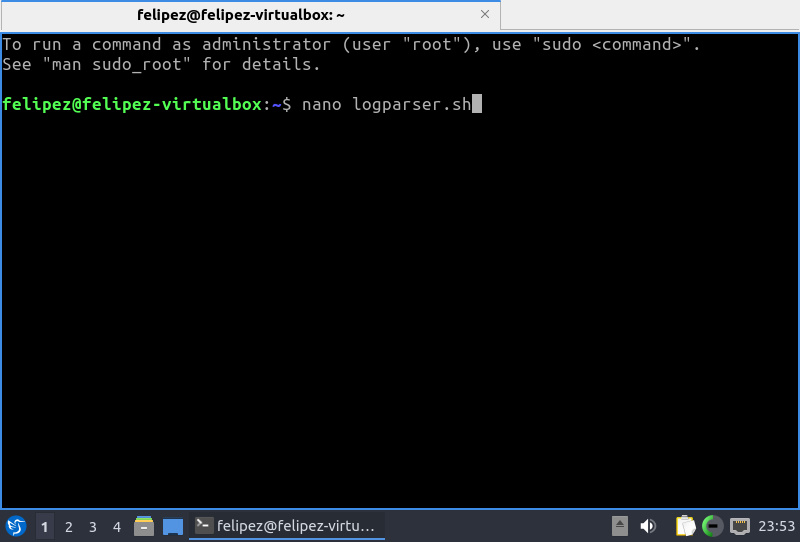 felipez@felipez-virtualbox: ~
To run a command as administrator (user "root"), use "sudo <command>".
See "man sudo_root" for details.
felipez@felipez-virtualbox:~$ nano logparser.sh
1 2 3 4 felipez@felipez-virtu... 23:53